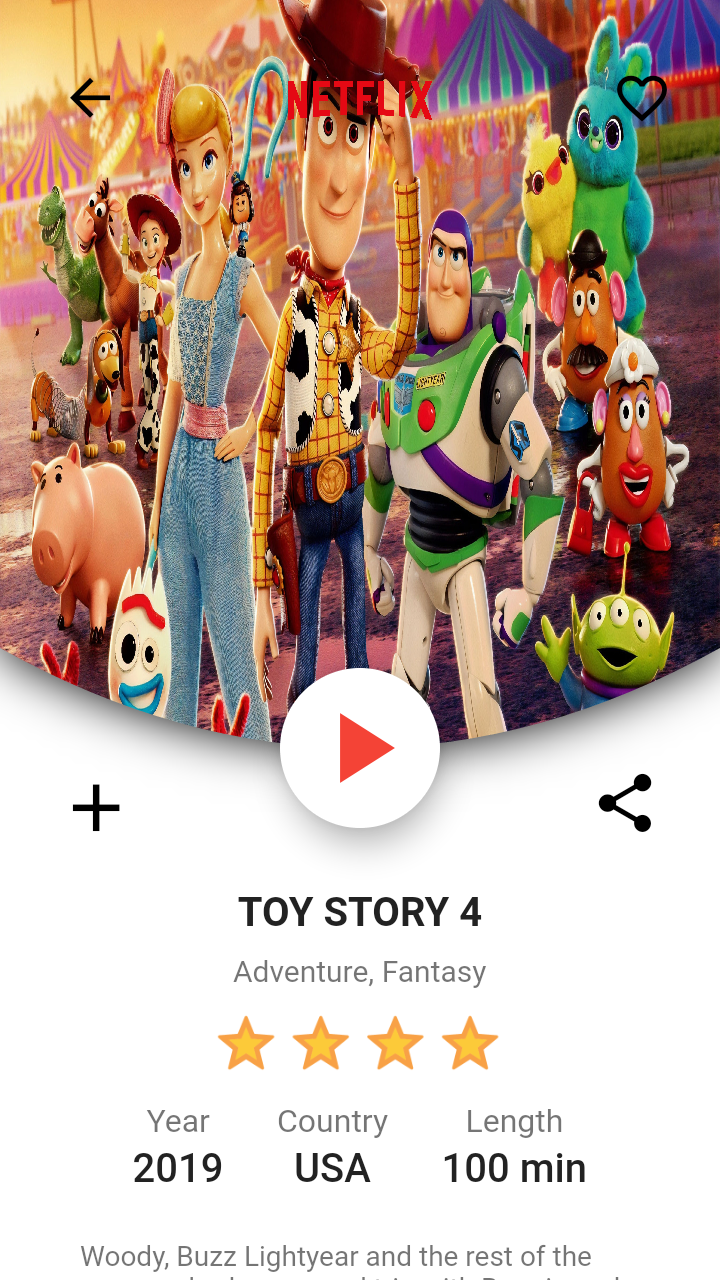 NETFLIX
LIGHTYEAR
TOY STORY 4
Adventure, Fantasy
Year Country Length
2019 USA 100 min
Woody, Buzz Lightyear and the rest of the